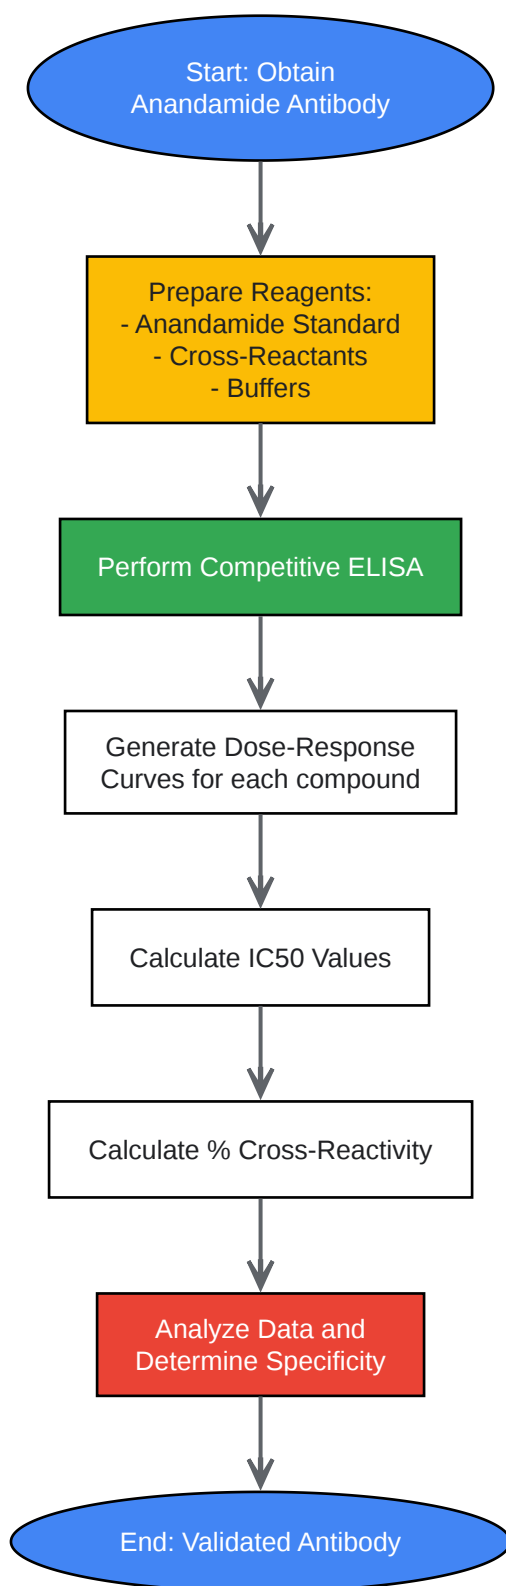 Start: Obtain
Anandamide Antibody
Prepare Reagents:
- Anandamide Standard
- Cross-Reactants
- Buffers
Perform Competitive ELISA
Generate Dose-Response
Curves for each compound
Calculate IC50 Values
Calculate % Cross-Reactivity
Analyze Data and
Determine Specificity
End: Validated Antibody